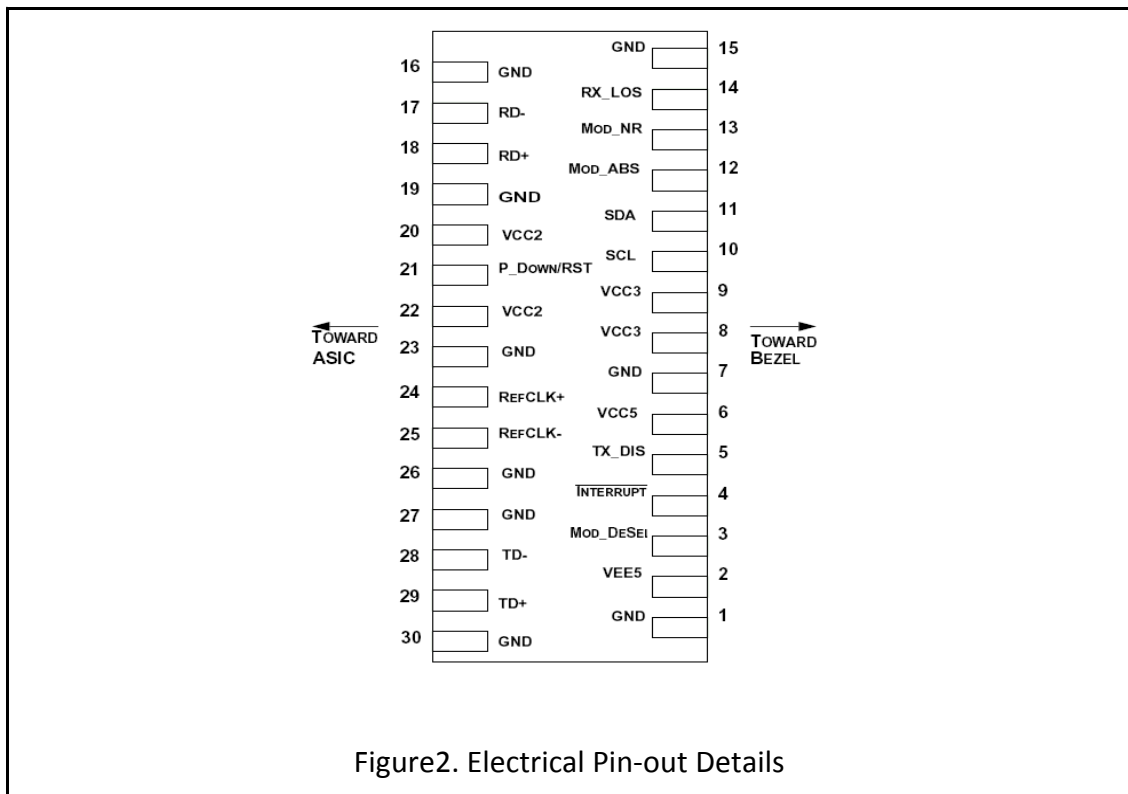 GND 15
16 GND
RX_LOS 14
17 RD-
MOD_NR 13
18 RD+
MOD_ABS 12
19 GND
SDA 11
20 VCC2
SCL 10
21 P_DOWN/RST
VCC3 9
22 VCC2
VCC3 8
TOWARD
ASIC
TOWARD
BEZEL
23 GND
GND 7
24 REFCLK+
VCC5 6
25 REFCLK-
TX_DIS 5
26 GND
INTERRUPT 4
27 GND
MOD_DESEL 3
28 TD-
VEE5 2
29 TD+
GND 1
30 GND
Figure2. Electrical Pin-out Details